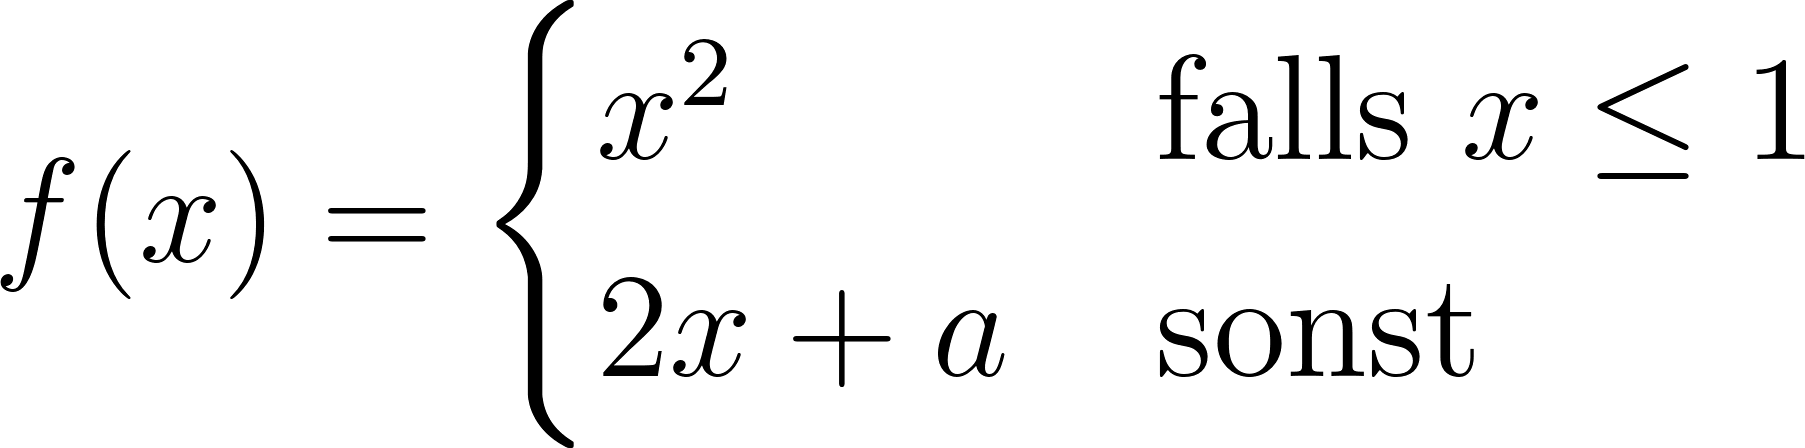 f(x) = { x² falls x ≤ 1
2x + a sonst